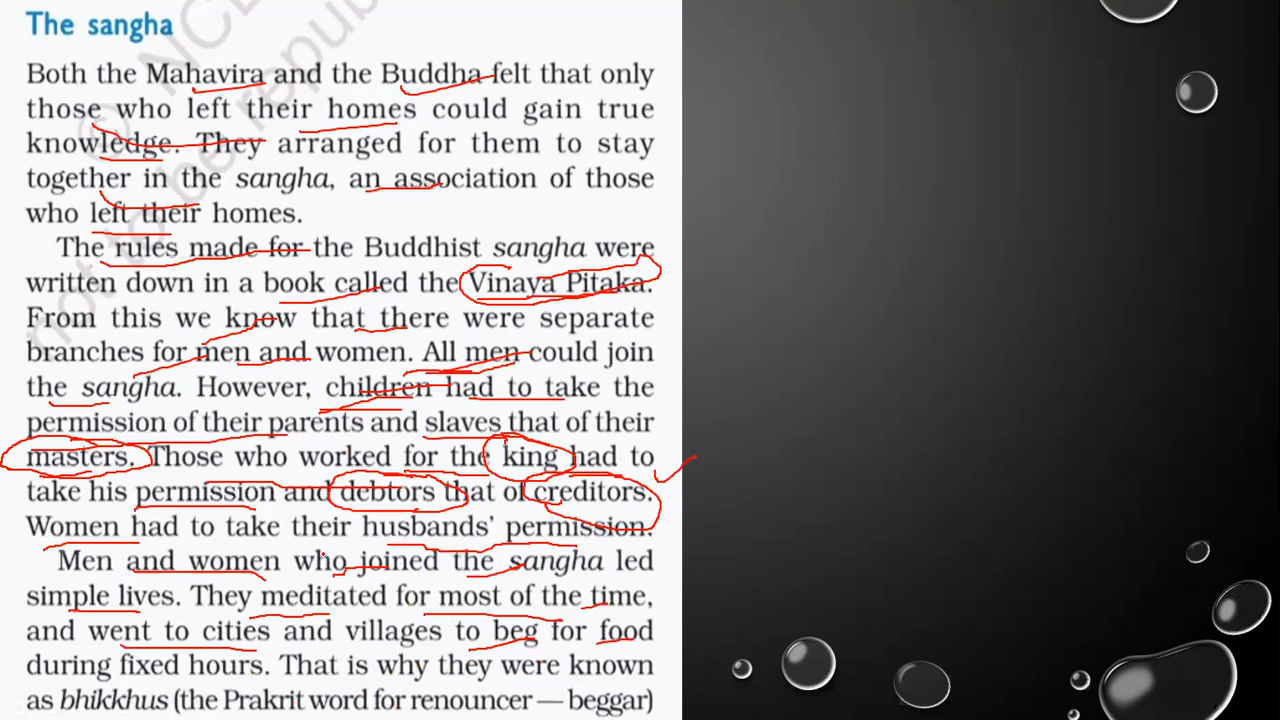 The sangha
Both the Mahavira and the Buddha felt that only
those who left their homes could gain true
knowledge. They arranged for them to stay
together in the sangha, an association of those
who left their homes.
The rules made for the Buddhist sangha were
written down in a book called the Vinaya Pitaka.
From this we know that there were separate
branches for men and women. All men could join
the sangha. However, children had to take the
permission of their parents and slaves that of their
masters. Those who worked for the king had to
take his permission and debtors that of creditors.
Women had to take their husbands' permission.
Men and women who joined the sangha led
simple lives. They meditated for most of the time,
and went to cities and villages to beg for food
during fixed hours. That is why they were known
as bhikkhus (the Prakrit word for renouncer — beggar)
© NC
not to be republ